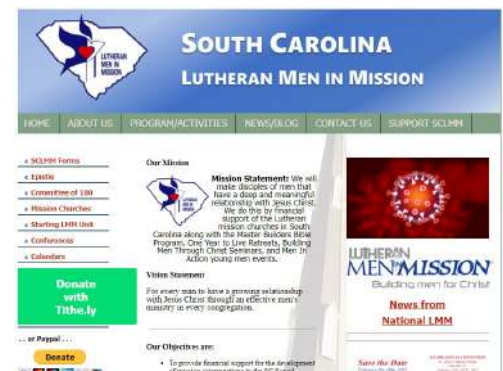 LUTHERAN
MEN IN
MISSION
SOUTH CAROLINA
LUTHERAN MEN IN MISSION
HOME
ABOUT US
PROGRAM/ACTIVITIES
NEWS/BLOG
CONTACT US
SUPPORT SCLMM
« SCLMM Forms
« Epistle
« Committee of 100
« Mission Churches
« Starting LMM Unit
« Conferences
« Calendars
Donate
with
Tithe.ly
... or Paypal ...
Donate
Our Mission
Mission Statement: We will
make disciples of men that
have a deep and meaningful
relationship with Jesus Christ.
We do this by financial
support of the Lutheran
mission churches in South
Carolina along with the Master Builders Bible
Program, One Year to Live Retreats, Building
Men Through Christ Seminars, and Men In
Action young men events.
Vision Statement
For every man to have a growing relationship
with Jesus Christ through an effective men's
ministry in every congregation.
Our Objectives are:
• To provide financial support for the development
LUTHERAN
MEN IN MISSION
Building men for Christ
News from
National LMM
Save the Date